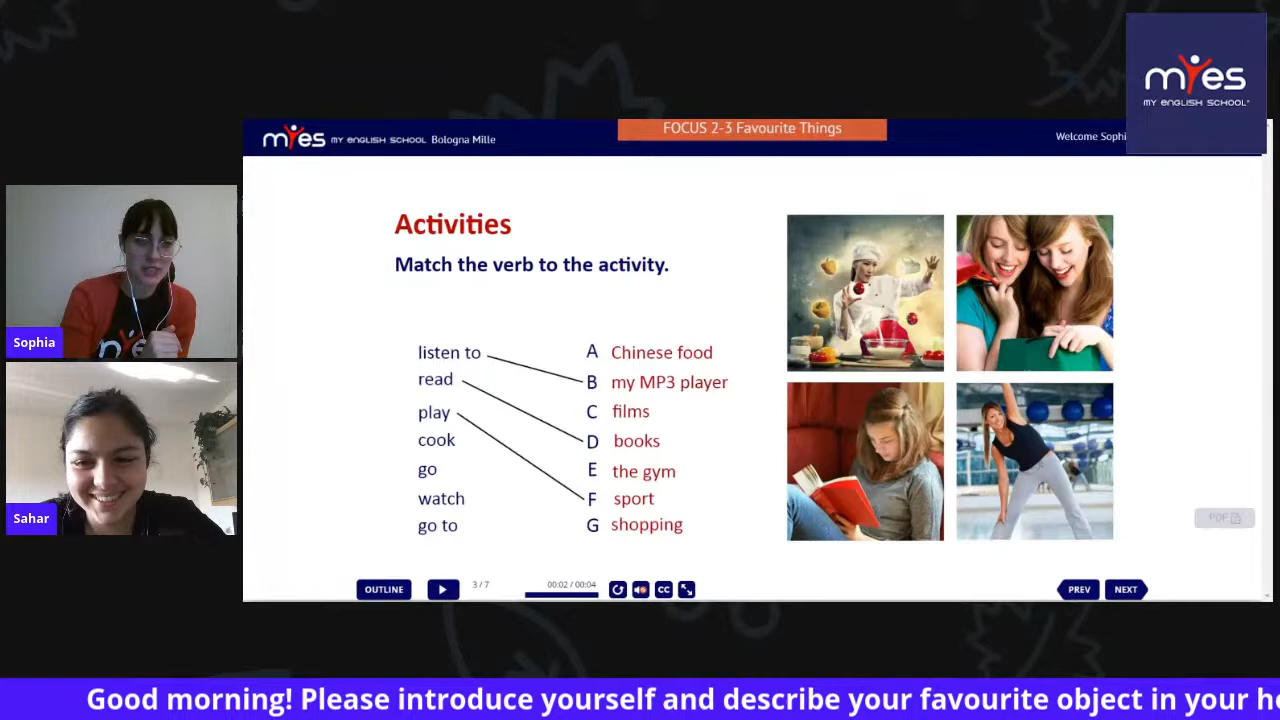 myes
MY ENGLISH SCHOOL®
myes MY ENGLISH SCHOOL Bologna Mille
FOCUS 2-3 Favourite Things
Welcome Sophi
Activities
Match the verb to the activity.
listen to A Chinese food
read B my MP3 player
play C films
cook D books
go E the gym
watch F sport
go to G shopping
Sophia
Sahar
PDF
OUTLINE 3 / 7 00:02 / 00:04 CC PREV NEXT
Good morning! Please introduce yourself and describe your favourite object in your